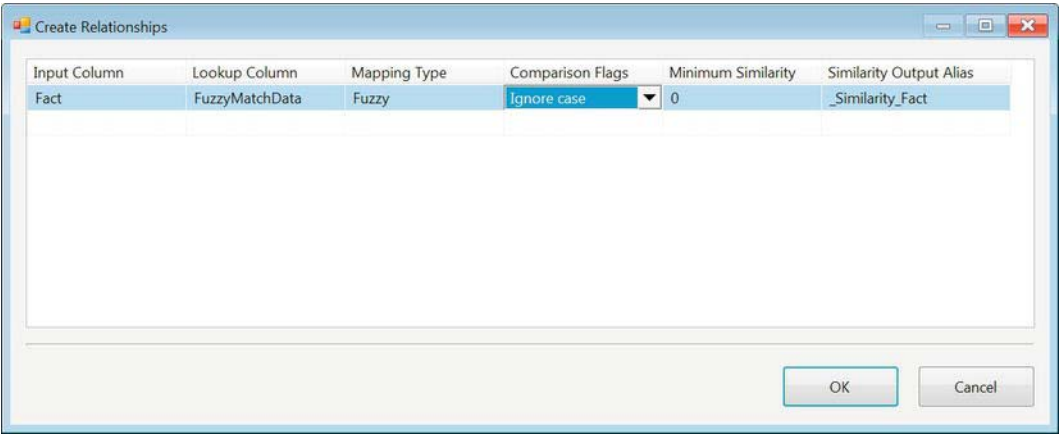 Create Relationships
Input Column Lookup Column Mapping Type Comparison Flags Minimum Similarity Similarity Output Alias
Fact FuzzyMatchData Fuzzy Ignore case 0 _Similarity_Fact
OK Cancel